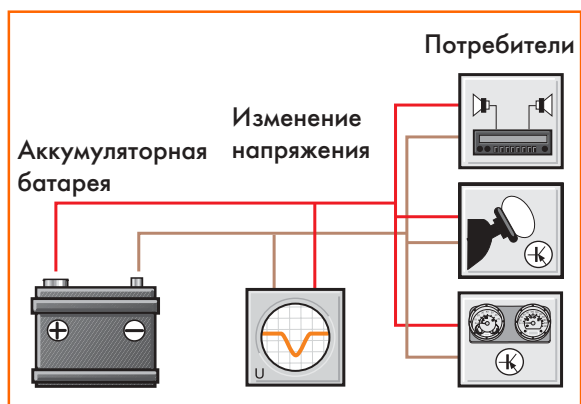 Потребители
Изменение
напряжения
Аккумуляторная
батарея
U